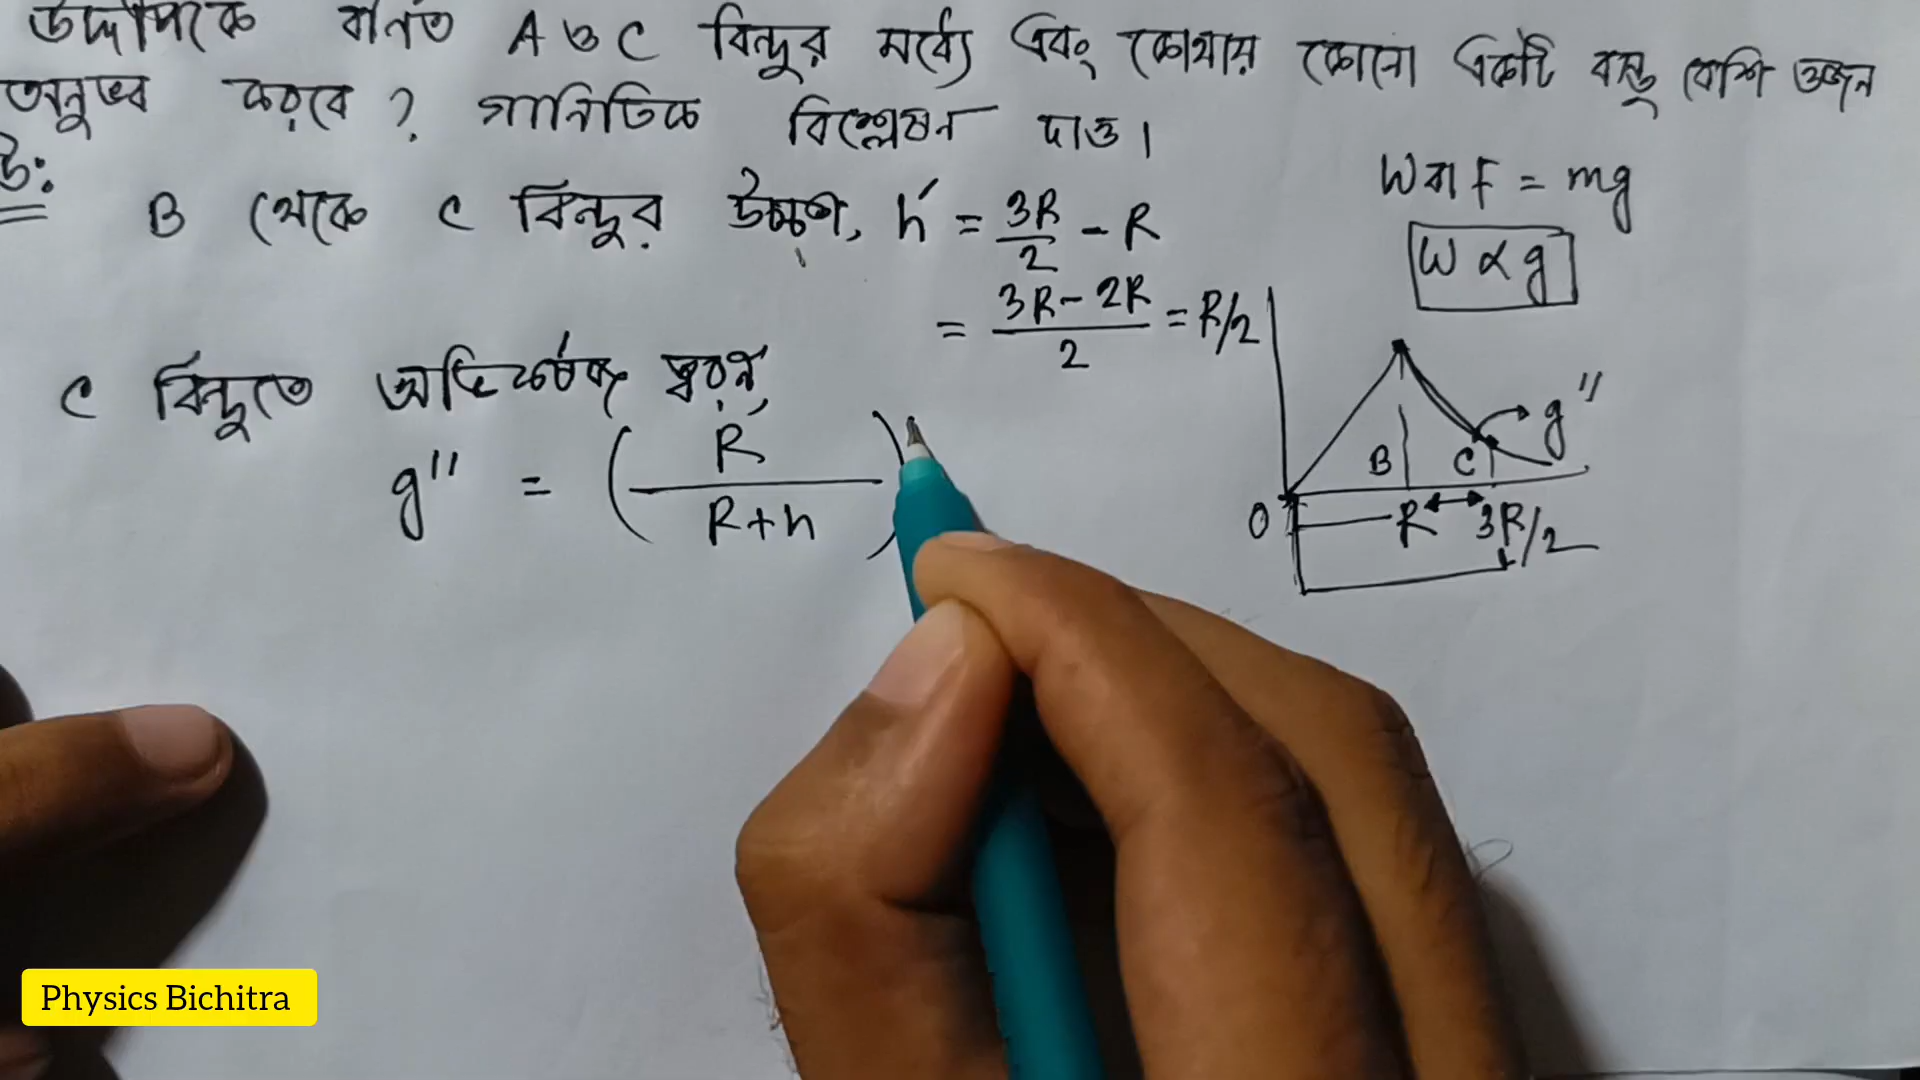 উদ্দীপকে বর্ণিত A ও C বিন্দুর মধ্যে এবং কোথায় কোনো একটি বস্তু বেশি ওজন
অনুভব করবে? গানিতিক বিশ্লেষন দাও।
উ:
W বা F = mg
B থেকে C বিন্দুর উচ্চতা, h' = 3R/2 - R
W ∝ g
= (3R - 2R)/2 = R/2
C বিন্দুতে অভিকর্ষজ ত্বরণ,
g'' = (R/(R+h))
g''
B C
O R 3R/2
Physics Bichitra